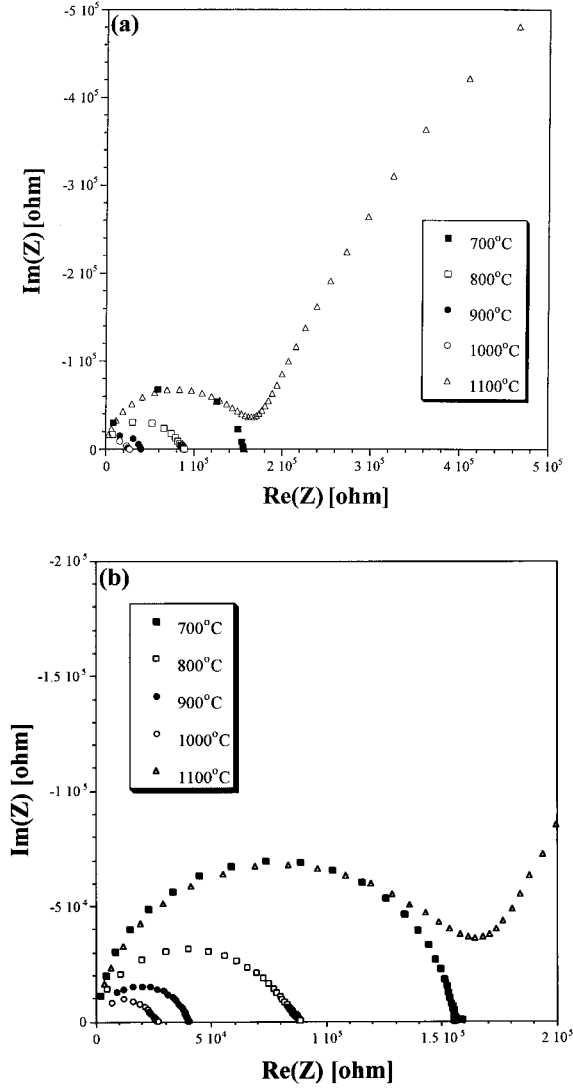 (a)
-5 10⁵
-4 10⁵
-3 10⁵
-2 10⁵
-1 10⁵
0
Im(Z) [ohm]
700°C
800°C
900°C
1000°C
1100°C
0
1 10⁵
2 10⁵
3 10⁵
4 10⁵
5 10⁵
Re(Z) [ohm]
(b)
-2 10⁵
-1.5 10⁵
-1 10⁵
-5 10⁴
0
Im(Z) [ohm]
700°C
800°C
900°C
1000°C
1100°C
0
5 10⁴
1 10⁵
1.5 10⁵
2 10⁵
Re(Z) [ohm]